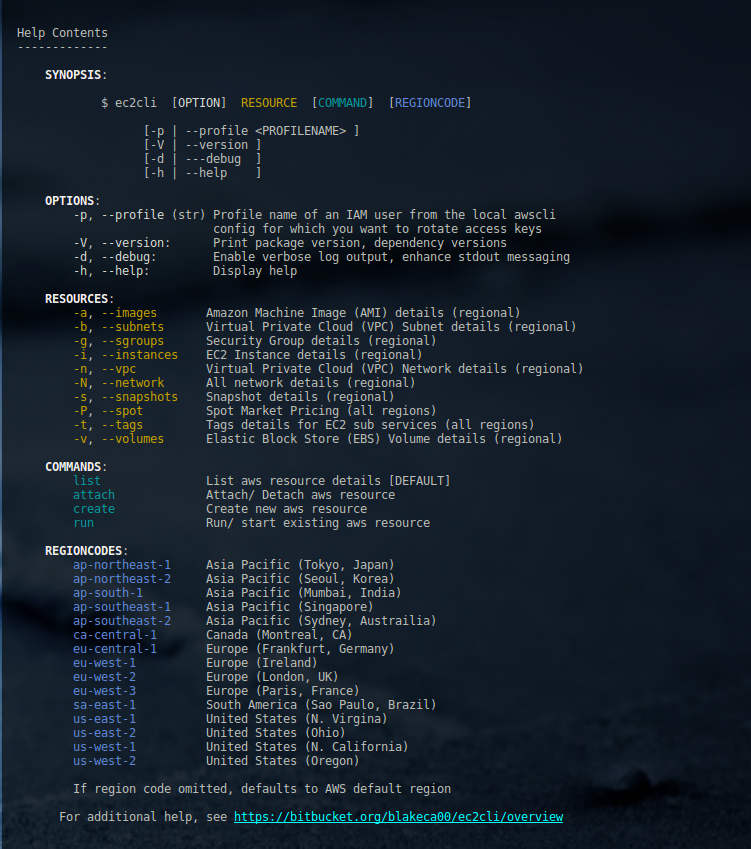 Help Contents
-------------
SYNOPSIS:
$ ec2cli [OPTION] RESOURCE [COMMAND] [REGIONCODE]
[-p | --profile <PROFILENAME> ]
[-V | --version ]
[-d | ---debug ]
[-h | --help ]
OPTIONS:
-p, --profile (str) Profile name of an IAM user from the local awscli
config for which you want to rotate access keys
-V, --version: Print package version, dependency versions
-d, --debug: Enable verbose log output, enhance stdout messaging
-h, --help: Display help
RESOURCES:
-a, --images Amazon Machine Image (AMI) details (regional)
-b, --subnets Virtual Private Cloud (VPC) Subnet details (regional)
-g, --sgroups Security Group details (regional)
-i, --instances EC2 Instance details (regional)
-n, --vpc Virtual Private Cloud (VPC) Network details (regional)
-N, --network All network details (regional)
-s, --snapshots Snapshot details (regional)
-P, --spot Spot Market Pricing (all regions)
-t, --tags Tags details for EC2 sub services (all regions)
-v, --volumes Elastic Block Store (EBS) Volume details (regional)
COMMANDS:
list List aws resource details [DEFAULT]
attach Attach/ Detach aws resource
create Create new aws resource
run Run/ start existing aws resource
REGIONCODES:
ap-northeast-1 Asia Pacific (Tokyo, Japan)
ap-northeast-2 Asia Pacific (Seoul, Korea)
ap-south-1 Asia Pacific (Mumbai, India)
ap-southeast-1 Asia Pacific (Singapore)
ap-southeast-2 Asia Pacific (Sydney, Austrailia)
ca-central-1 Canada (Montreal, CA)
eu-central-1 Europe (Frankfurt, Germany)
eu-west-1 Europe (Ireland)
eu-west-2 Europe (London, UK)
eu-west-3 Europe (Paris, France)
sa-east-1 South America (Sao Paulo, Brazil)
us-east-1 United States (N. Virgina)
us-east-2 United States (Ohio)
us-west-1 United States (N. California)
us-west-2 United States (Oregon)
If region code omitted, defaults to AWS default region
For additional help, see https://bitbucket.org/blakeca00/ec2cli/overview